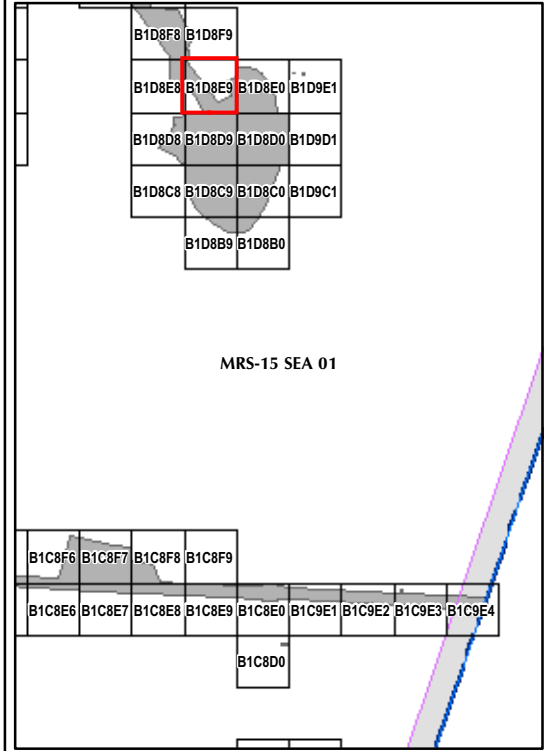 B1D8F8 B1D8F9
B1D8E8 B1D8E9 B1D8E0 B1D9E1
B1D8D8 B1D8D9 B1D8D0 B1D9D1
B1D8C8 B1D8C9 B1D8C0 B1D9C1
B1D8B9 B1D8B0
MRS-15 SEA 01
B1C8F6 B1C8F7 B1C8F8 B1C8F9
B1C8E6 B1C8E7 B1C8E8 B1C8E9 B1C8E0 B1C9E1 B1C9E2 B1C9E3 B1C9E4
B1C8D0